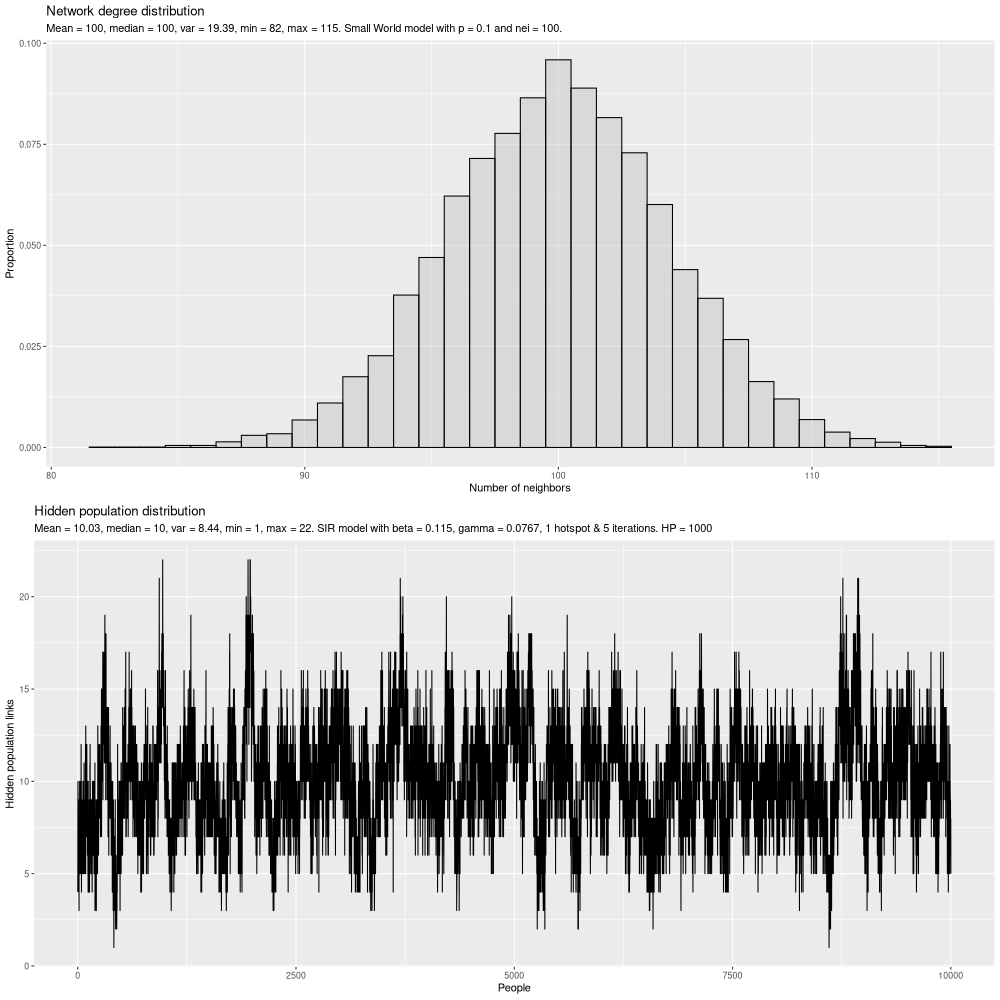 Network degree distribution
Mean = 100, median = 100, var = 19.39, min = 82, max = 115. Small World model with p = 0.1 and nei = 100.
Proportion
0.100
0.075
0.050
0.025
0.000
80 90 100 110
Number of neighbors
Hidden population distribution
Mean = 10.03, median = 10, var = 8.44, min = 1, max = 22. SIR model with beta = 0.115, gamma = 0.0767, 1 hotspot & 5 iterations. HP = 1000
Hidden population links
20
15
10
5
0
0 2500 5000 7500 10000
People